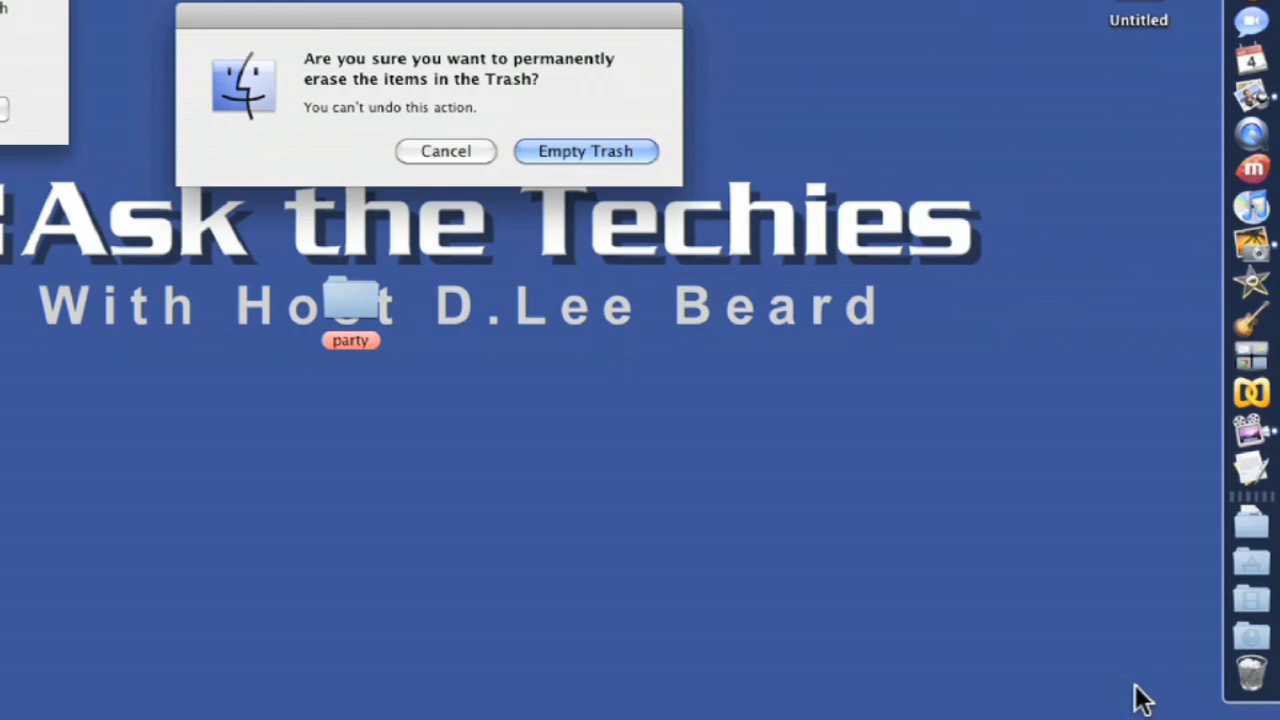 h
Untitled
Are you sure you want to permanently
erase the items in the Trash?
You can't undo this action.
Cancel
Empty Trash
Ask the Techies
With Host D.Lee Beard
party
4
m